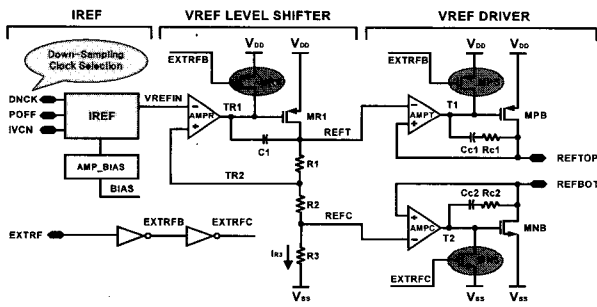 IREF
VREF LEVEL SHIFTER
VREF DRIVER
Down-Sampling
Clock Selection
EXTRFB
VDD
VDD
EXTRFB
VDD
VDD
DNCK
POFF
IVCN
IREF
VREFIN
AMPR
TR1
MR1
REFT
AMPT
T1
MPB
C1
R1
Cc1 Rc1
REFTOP
AMP_BIAS
BIAS
TR2
REFBOT
R2
REFC
Cc2 Rc2
AMPC
T2
MNB
EXTRF
EXTRFB
EXTRFC
IR3
R3
EXTRFC
VSS
VSS